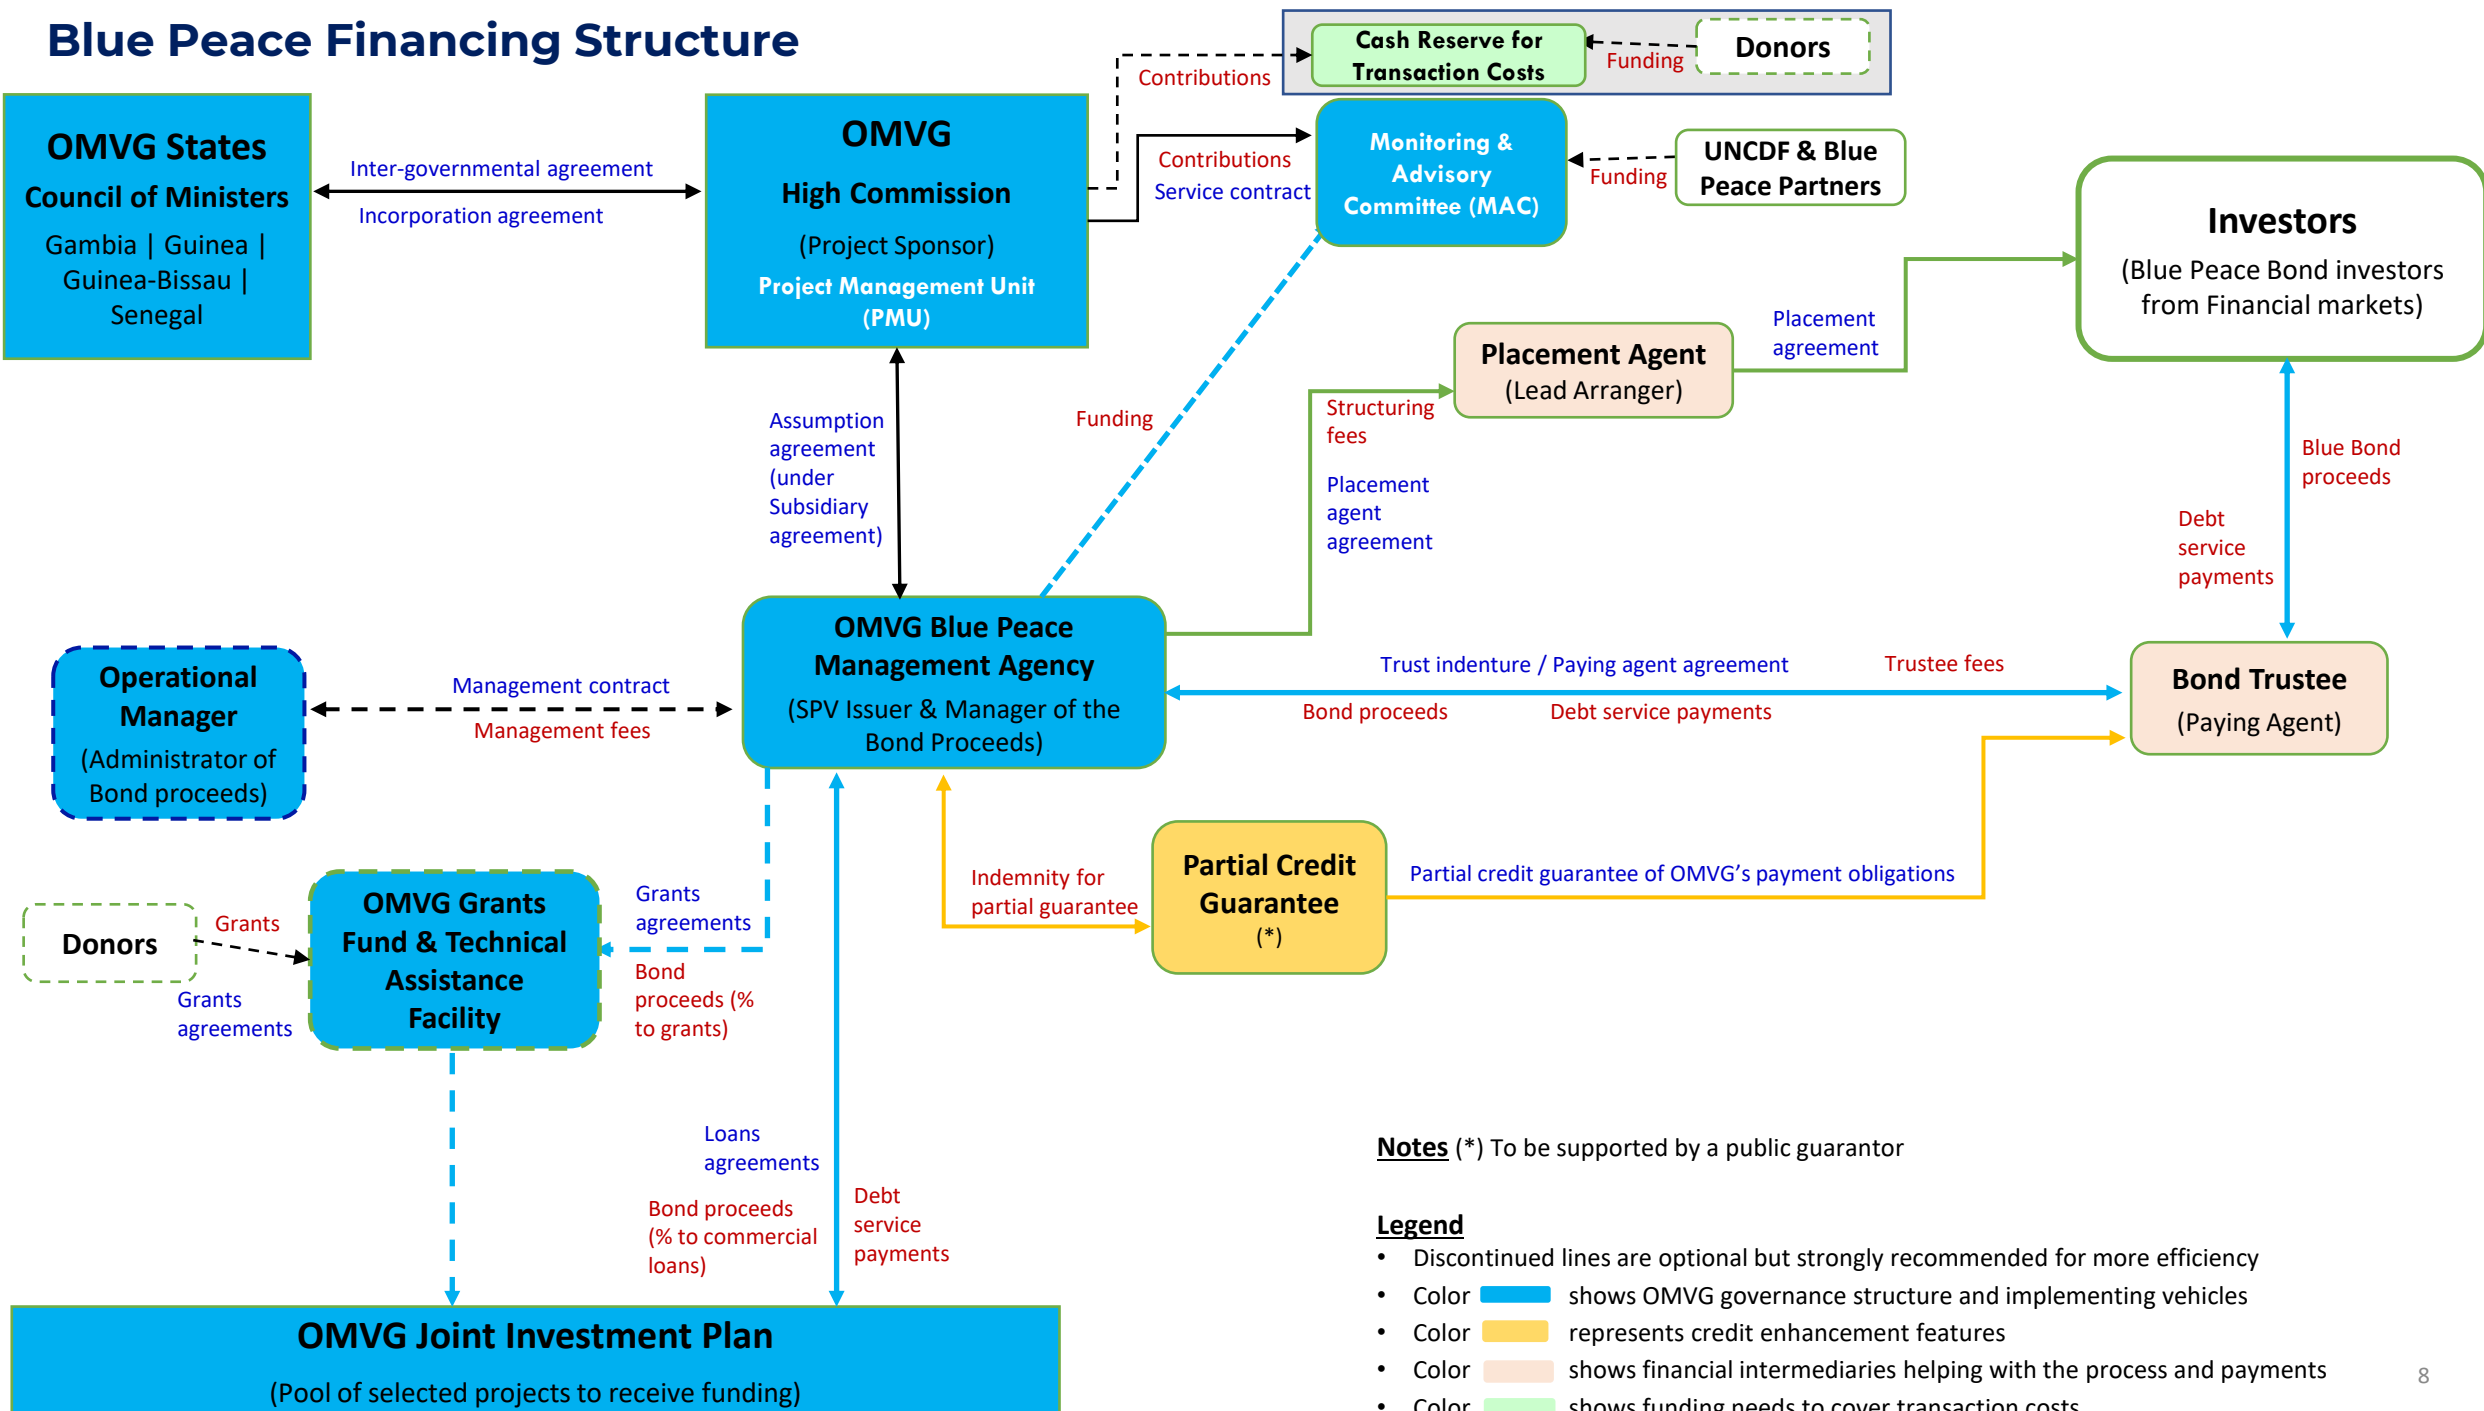 Blue Peace Financing Structure
OMVG States
Council of Ministers
Gambia | Guinea |
Guinea-Bissau |
Senegal
Inter-governmental agreement
Incorporation agreement
OMVG
High Commission
(Project Sponsor)
Project Management Unit
(PMU)
Contributions
Cash Reserve for
Transaction Costs
Funding
Donors
Contributions
Service contract
Monitoring &
Advisory
Committee (MAC)
Funding
UNCDF & Blue
Peace Partners
Investors
(Blue Peace Bond investors
from Financial markets)
Placement
agreement
Placement Agent
(Lead Arranger)
Structuring
fees
Placement
agent
agreement
Funding
Assumption
agreement
(under
Subsidiary
agreement)
Blue Bond
proceeds
Debt
service
payments
OMVG Blue Peace
Management Agency
(SPV Issuer & Manager of the
Bond Proceeds)
Operational
Manager
(Administrator of
Bond proceeds)
Management contract
Management fees
Trust indenture / Paying agent agreement
Trustee fees
Bond proceeds
Debt service payments
Bond Trustee
(Paying Agent)
Partial Credit
Guarantee
(*)
Indemnity for
partial guarantee
Partial credit guarantee of OMVG’s payment obligations
Donors
Grants
Grants
agreements
OMVG Grants
Fund & Technical
Assistance
Facility
Grants
agreements
Bond
proceeds (%
to grants)
Loans
agreements
Bond proceeds
(% to commercial
loans)
Debt
service
payments
OMVG Joint Investment Plan
(Pool of selected projects to receive funding)
Notes (*) To be supported by a public guarantor
Legend
• Discontinued lines are optional but strongly recommended for more efficiency
• Color shows OMVG governance structure and implementing vehicles
• Color represents credit enhancement features
• Color shows financial intermediaries helping with the process and payments
• Color shows funding needs to cover transaction costs
8